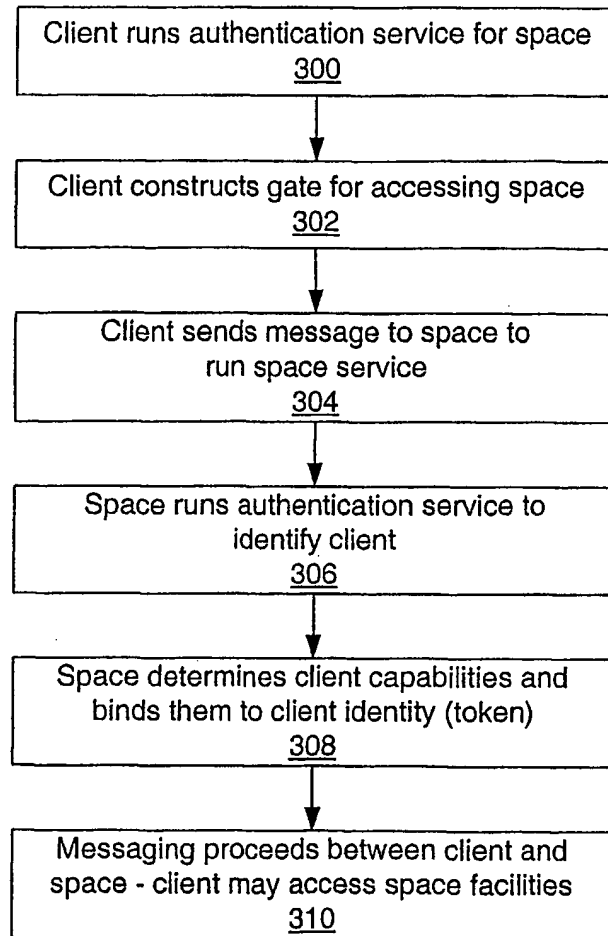 Client runs authentication service for space
300
Client constructs gate for accessing space
302
Client sends message to space to
run space service
304
Space runs authentication service to
identify client
306
Space determines client capabilities and
binds them to client identity (token)
308
Messaging proceeds between client and
space - client may access space facilities
310